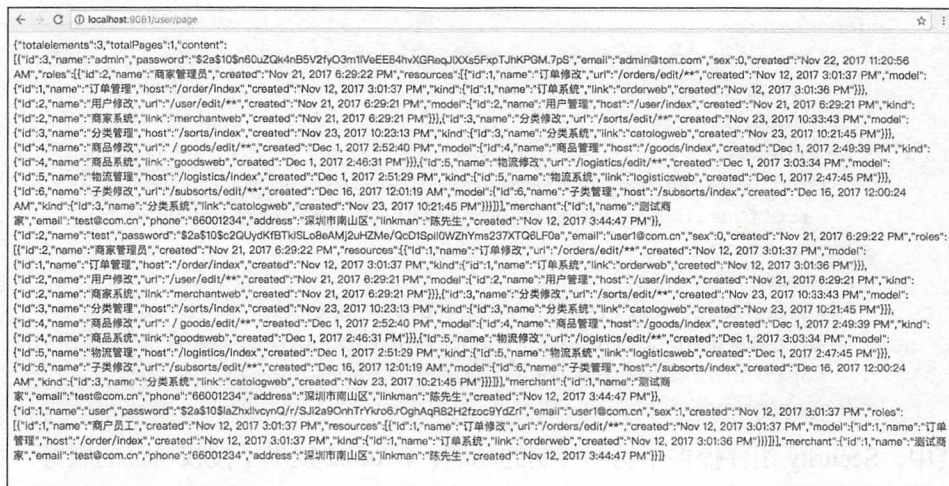 localhost:9081/user/page
{"totalelements":3,"totalPages":1,"content":
[{"id":3,"name":"admin","password":"$2a$10$n60uZQk4nB5V2fyO3m1lVeEE84hvXGReqJlXXs5FxpTJhKPGM.7pS","email":"admin@tom.com","sex":0,"created":"Nov 22, 2017 11:20:56
AM","roles":[{"id":2,"name":"商家管理员","created":"Nov 21, 2017 6:29:22 PM","resources":[{"id":1,"name":"订单修改","url":"/orders/edit/**","created":"Nov 12, 2017 3:01:37 PM","model":
{"id":1,"name":"订单管理","host":"/order/index","created":"Nov 12, 2017 3:01:37 PM","kind":{"id":1,"name":"订单系统","link":"orderweb","created":"Nov 12, 2017 3:01:36 PM"}}},
{"id":2,"name":"用户修改","url":"/user/edit/**","created":"Nov 21, 2017 6:29:21 PM","model":{"id":2,"name":"用户管理","host":"/user/index","created":"Nov 21, 2017 6:29:21 PM","kind":
{"id":2,"name":"商家系统","link":"merchantweb","created":"Nov 21, 2017 6:29:21 PM"}}},{"id":3,"name":"分类修改","url":"/sorts/edit/**","created":"Nov 23, 2017 10:33:43 PM","model":
{"id":3,"name":"分类管理","host":"/sorts/index","created":"Nov 23, 2017 10:23:13 PM","kind":{"id":3,"name":"分类系统","link":"catologweb","created":"Nov 23, 2017 10:21:45 PM"}}},
{"id":4,"name":"商品修改","url":" / goods/edit/**","created":"Dec 1, 2017 2:52:40 PM","model":{"id":4,"name":"商品管理","host":"/goods/index","created":"Dec 1, 2017 2:49:39 PM","kind":
{"id":4,"name":"商品系统","link":"goodsweb","created":"Dec 1, 2017 2:46:31 PM"}}},{"id":5,"name":"物流修改","url":"/logistics/edit/**","created":"Dec 1, 2017 3:03:34 PM","model":
{"id":5,"name":"物流管理","host":"/logistics/index","created":"Dec 1, 2017 2:51:29 PM","kind":{"id":5,"name":"物流系统","link":"logisticsweb","created":"Dec 1, 2017 2:47:45 PM"}}},
{"id":6,"name":"子类修改","url":"/subsorts/edit/**","created":"Dec 16, 2017 12:01:19 AM","model":{"id":6,"name":"子类管理","host":"/subsorts/index","created":"Dec 16, 2017 12:00:24
AM","kind":{"id":3,"name":"分类系统","link":"catologweb","created":"Nov 23, 2017 10:21:45 PM"}}}]}],"merchant":{"id":1,"name":"测试商
家","email":"test@com.cn","phone":"66001234","address":"深圳市南山区","linkman":"陈先生","created":"Nov 12, 2017 3:44:47 PM"}},
{"id":2,"name":"test","password":"$2a$10$c2QUydKfBTkiSLo8eAMj2uHZMe/QcD1Spil0WZhYms237XTQ6LF0a","email":"user1@com.cn","sex":0,"created":"Nov 21, 2017 6:29:22 PM","roles":
[{"id":2,"name":"商家管理员","created":"Nov 21, 2017 6:29:22 PM","resources":[{"id":1,"name":"订单修改","url":"/orders/edit/**","created":"Nov 12, 2017 3:01:37 PM","model":
{"id":1,"name":"订单管理","host":"/order/index","created":"Nov 12, 2017 3:01:37 PM","kind":{"id":1,"name":"订单系统","link":"orderweb","created":"Nov 12, 2017 3:01:36 PM"}}},
{"id":2,"name":"用户修改","url":"/user/edit/**","created":"Nov 21, 2017 6:29:21 PM","model":{"id":2,"name":"用户管理","host":"/user/index","created":"Nov 21, 2017 6:29:21 PM","kind":
{"id":2,"name":"商家系统","link":"merchantweb","created":"Nov 21, 2017 6:29:21 PM"}}},{"id":3,"name":"分类修改","url":"/sorts/edit/**","created":"Nov 23, 2017 10:33:43 PM","model":
{"id":3,"name":"分类管理","host":"/sorts/index","created":"Nov 23, 2017 10:23:13 PM","kind":{"id":3,"name":"分类系统","link":"catologweb","created":"Nov 23, 2017 10:21:45 PM"}}},
{"id":4,"name":"商品修改","url":" / goods/edit/**","created":"Dec 1, 2017 2:52:40 PM","model":{"id":4,"name":"商品管理","host":"/goods/index","created":"Dec 1, 2017 2:49:39 PM","kind":
{"id":4,"name":"商品系统","link":"goodsweb","created":"Dec 1, 2017 2:46:31 PM"}}},{"id":5,"name":"物流修改","url":"/logistics/edit/**","created":"Dec 1, 2017 3:03:34 PM","model":
{"id":5,"name":"物流管理","host":"/logistics/index","created":"Dec 1, 2017 2:51:29 PM","kind":{"id":5,"name":"物流系统","link":"logisticsweb","created":"Dec 1, 2017 2:47:45 PM"}}},
{"id":6,"name":"子类修改","url":"/subsorts/edit/**","created":"Dec 16, 2017 12:01:19 AM","model":{"id":6,"name":"子类管理","host":"/subsorts/index","created":"Dec 16, 2017 12:00:24
AM","kind":{"id":3,"name":"分类系统","link":"catologweb","created":"Nov 23, 2017 10:21:45 PM"}}}]}],"merchant":{"id":1,"name":"测试商
家","email":"test@com.cn","phone":"66001234","address":"深圳市南山区","linkman":"陈先生","created":"Nov 12, 2017 3:44:47 PM"}},
{"id":1,"name":"user","password":"$2a$10$laZhxllvcynQ/r/SJi2a9OnhTrYkro6.rOghAqR82H2fzoc9YdZrl","email":"user1@com.cn","sex":1,"created":"Nov 12, 2017 3:01:37 PM","roles":
[{"id":1,"name":"商户员工","created":"Nov 12, 2017 3:01:37 PM","resources":[{"id":1,"name":"订单修改","url":"/orders/edit/**","created":"Nov 12, 2017 3:01:37 PM","model":{"id":1,"name":"订单
管理","host":"/order/index","created":"Nov 12, 2017 3:01:37 PM","kind":{"id":1,"name":"订单系统","link":"orderweb","created":"Nov 12, 2017 3:01:36 PM"}}}]}],"merchant":{"id":1,"name":"测试商
家","email":"test@com.cn","phone":"66001234","address":"深圳市南山区","linkman":"陈先生","created":"Nov 12, 2017 3:44:47 PM"}}]}